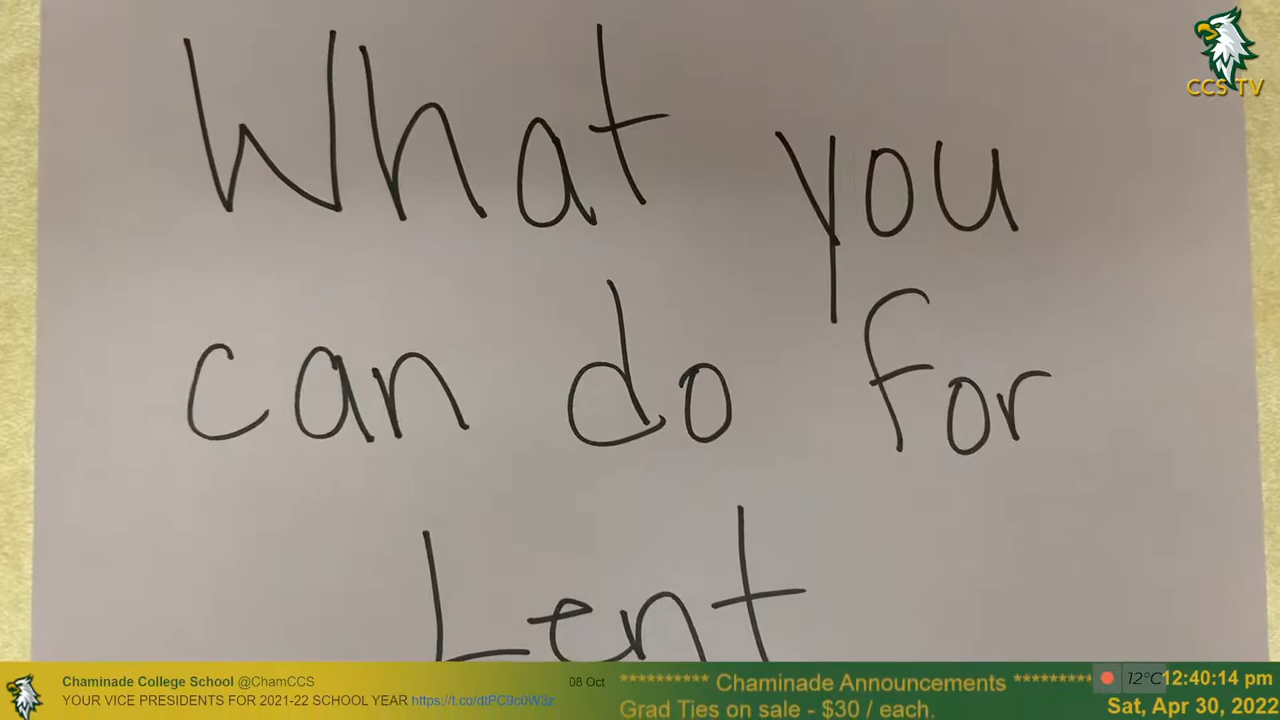 What you
can do for
Lent
CCS TV
Chaminade College School @ChamCCS
08 Oct
YOUR VICE PRESIDENTS FOR 2021-22 SCHOOL YEAR https://t.co/dtPC9c0W3z
********** Chaminade Announcements **********
Grad Ties on sale - $30 / each.
12°C
12:40:14 pm
Sat, Apr 30, 2022